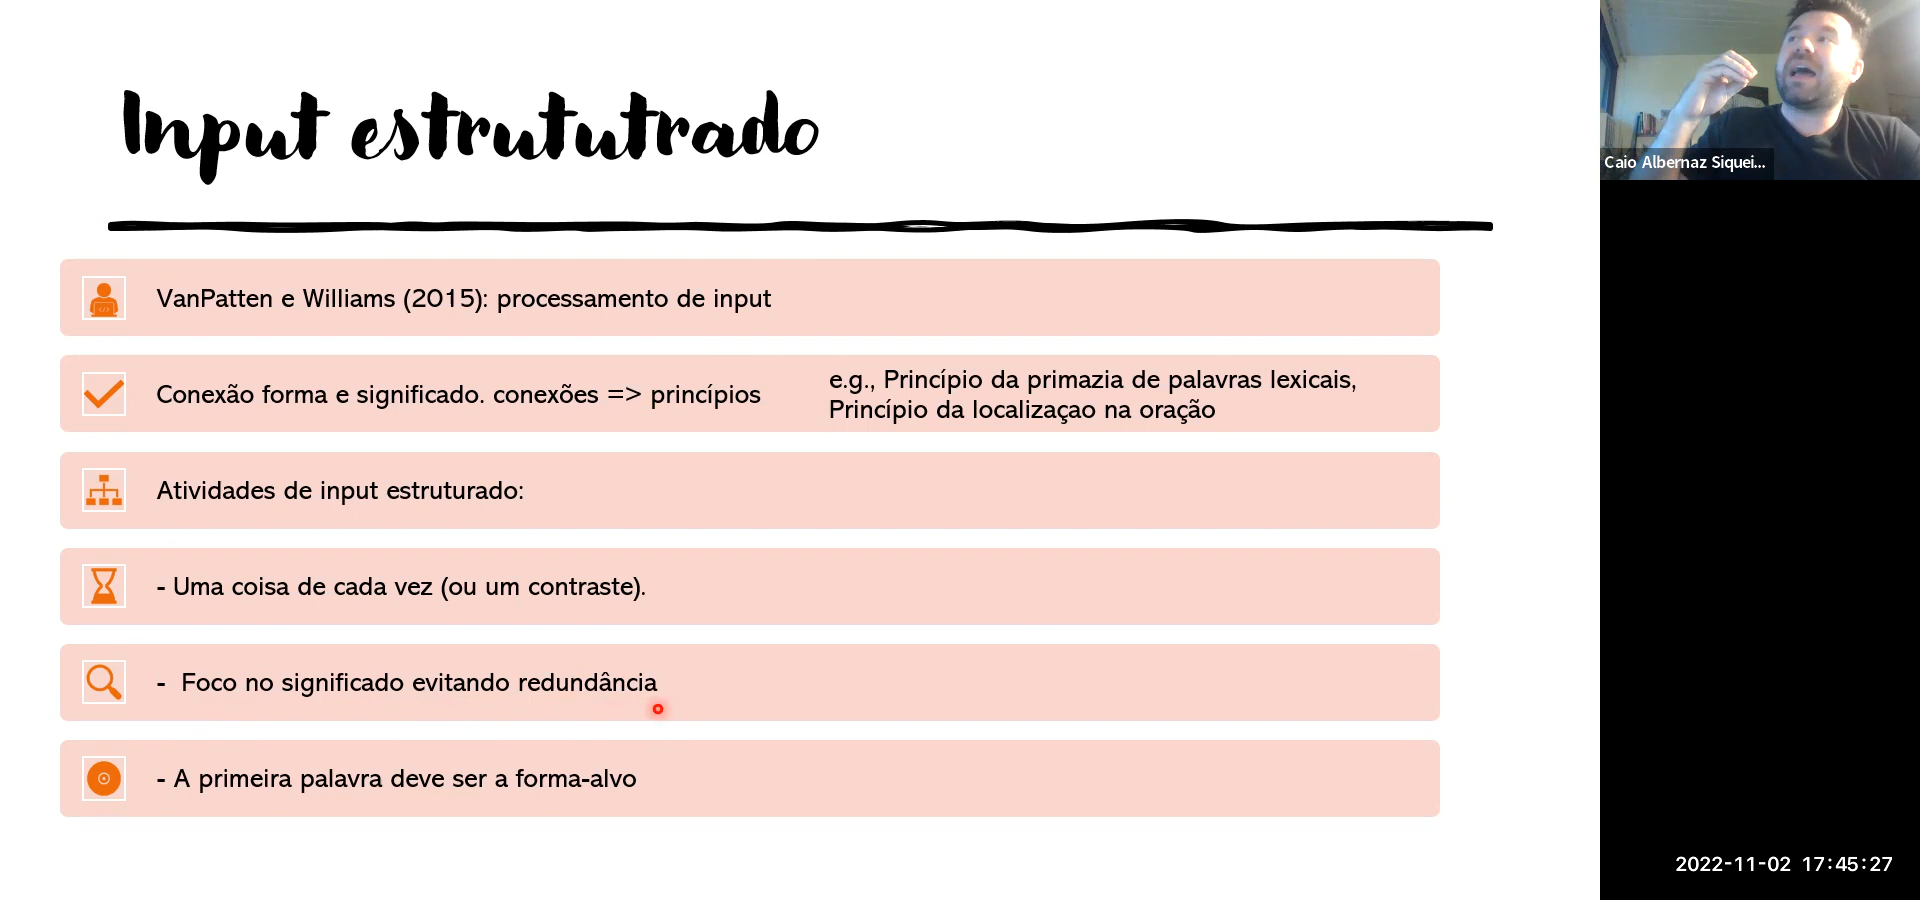 Input estrututrado
VanPatten e Williams (2015): processamento de input
Conexão forma e significado. conexões => princípios
e.g., Princípio da primazia de palavras lexicais,
Princípio da localizaçao na oração
Atividades de input estruturado:
- Uma coisa de cada vez (ou um contraste).
- Foco no significado evitando redundância
- A primeira palavra deve ser a forma-alvo
Caio Albernaz Siquei...
2022-11-02 17:45:27